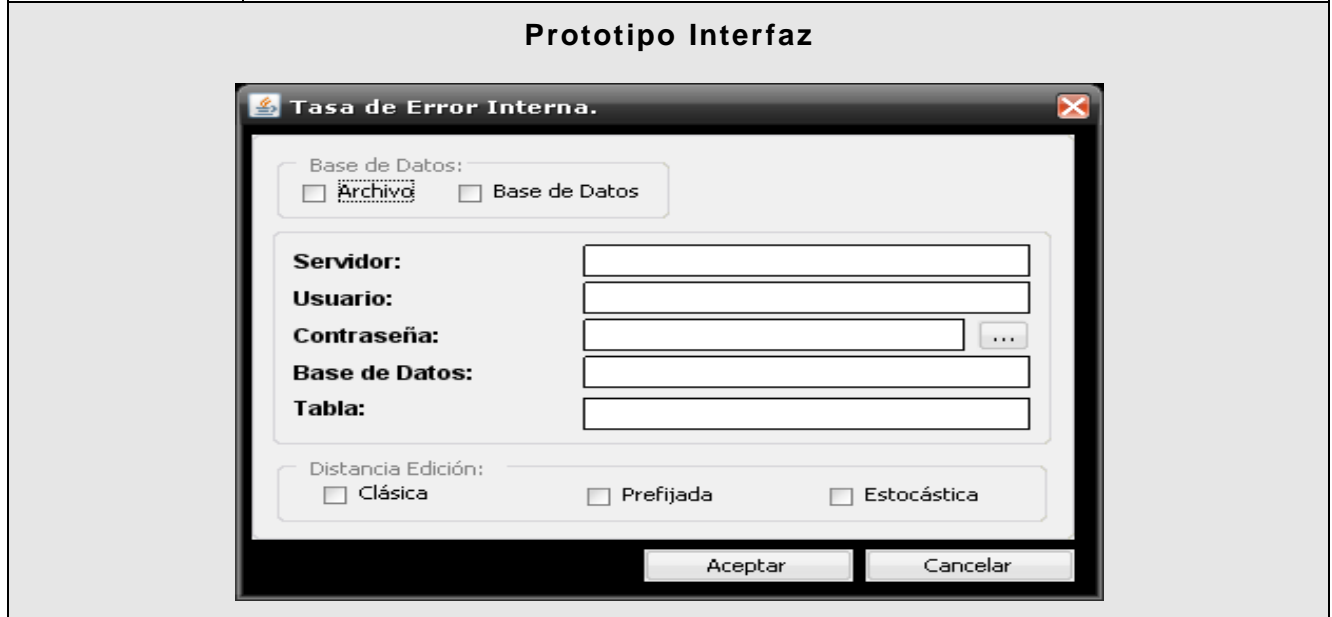 Prototipo Interfaz
Tasa de Error Interna.
Base de Datos:
Archivo Base de Datos
Servidor:
Usuario:
Contraseña:
...
Base de Datos:
Tabla:
Distancia Edición:
Clásica Prefijada Estocástica
Aceptar Cancelar